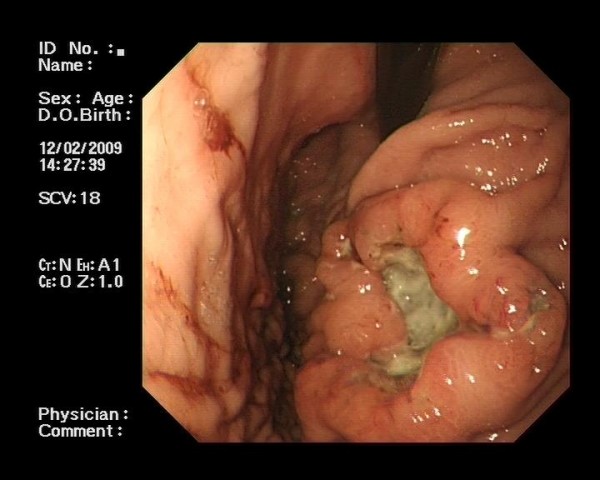 ID No. :
Name:
Sex: Age:
D.O.Birth:
12/02/2009
14:27:39
SCV:18
Ct:N Eh:A1
Ce:0 Z:1.0
Physician:
Comment: